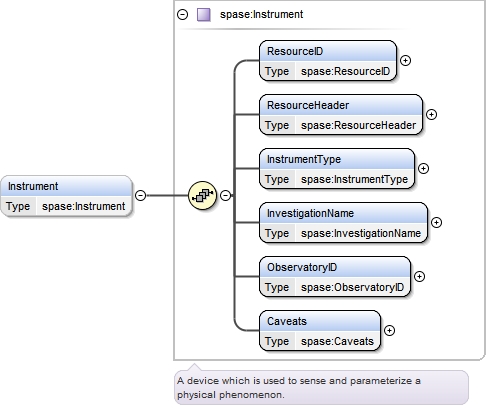 spase:Instrument
ResourceID
Type spase:ResourceID
ResourceHeader
Type spase:ResourceHeader
InstrumentType
Type spase:InstrumentType
Instrument
Type spase:Instrument
InvestigationName
Type spase:InvestigationName
ObservatoryID
Type spase:ObservatoryID
Caveats
Type spase:Caveats
A device which is used to sense and parameterize a
physical phenomenon.